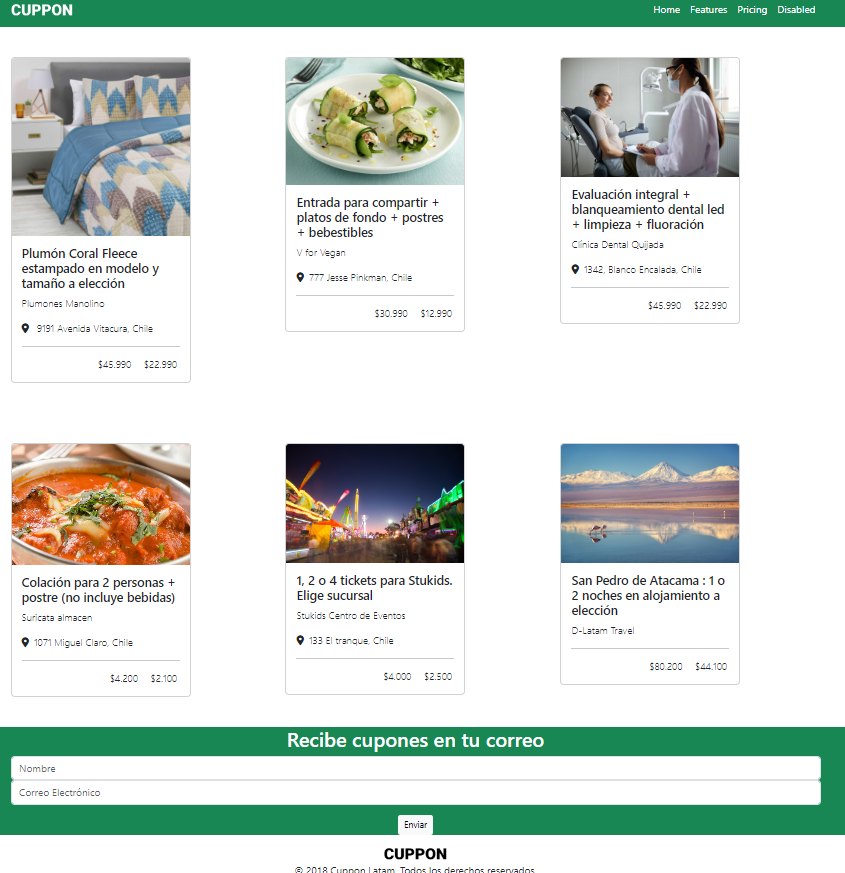 CUPPON
Home Features Pricing Disabled
Plumón Coral Fleece
estampado en modelo y
tamaño a elección
Plumones Manolino
9191 Avenida Vitacura, Chile
$45.990 $22.990
Entrada para compartir +
platos de fondo + postres
+ bebestibles
V for Vegan
777 Jesse Pinkman, Chile
$30.990 $12.990
Evaluación integral +
blanqueamiento dental led
+ limpieza + fluoración
Clínica Dental Quijada
1342, Blanco Encalada, Chile
$45.990 $22.990
Colación para 2 personas +
postre (no incluye bebidas)
Suricata almacen
1071 Miguel Claro, Chile
$4.200 $2.100
1, 2 o 4 tickets para Stukids.
Elige sucursal
Stukids Centro de Eventos
133 El tranque, Chile
$4.000 $2.500
San Pedro de Atacama : 1 o
2 noches en alojamiento a
elección
D-Latam Travel
$80.200 $44.100
Recibe cupones en tu correo
Nombre
Correo Electrónico
Enviar
CUPPON
© 2018 Cuppon Latam. Todos los derechos reservados